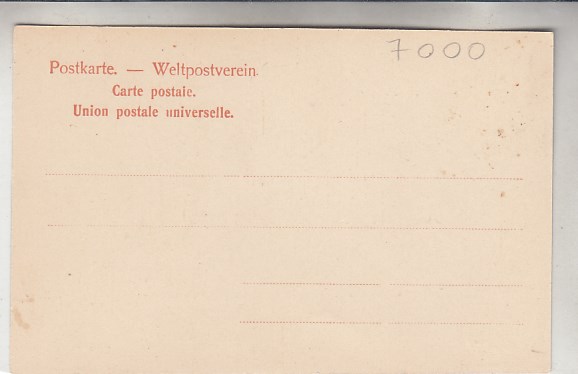 7000
Postkarte. — Weltpostverein.
Carte postale.
Union postale universelle.